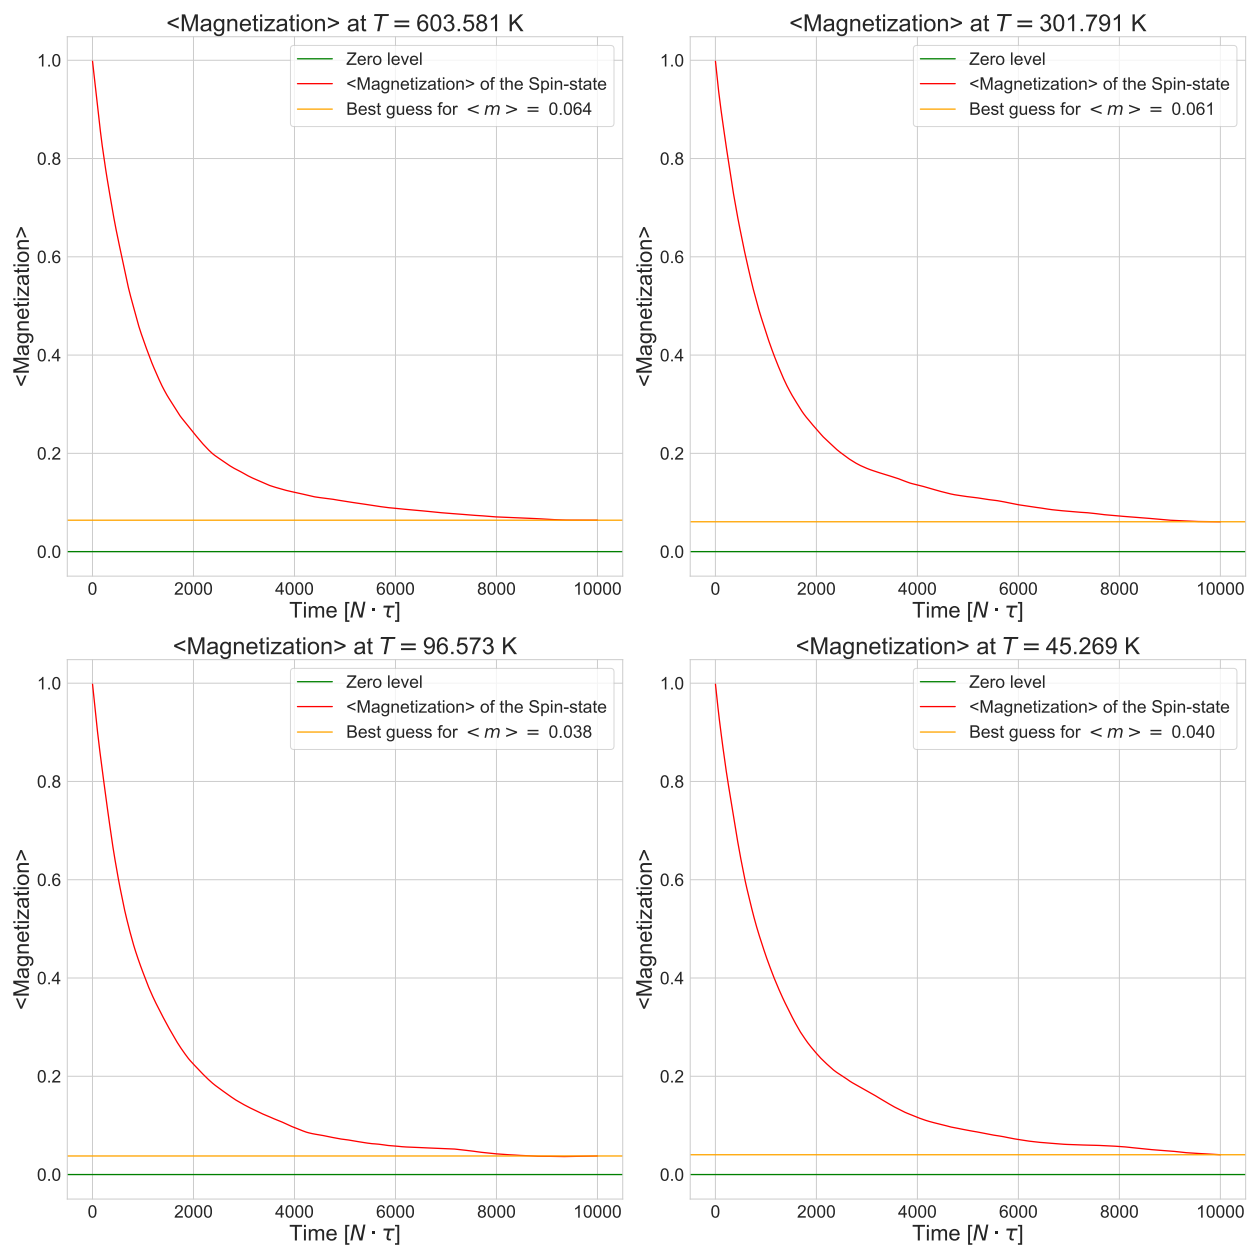 <Magnetization> at T = 603.581 K
Zero level
<Magnetization> of the Spin-state
Best guess for < m > = 0.064
1.0
0.8
0.6
0.4
0.2
0.0
<Magnetization>
0 2000 4000 6000 8000 10000
Time [N · τ]
<Magnetization> at T = 301.791 K
Zero level
<Magnetization> of the Spin-state
Best guess for < m > = 0.061
1.0
0.8
0.6
0.4
0.2
0.0
<Magnetization>
0 2000 4000 6000 8000 10000
Time [N · τ]
<Magnetization> at T = 96.573 K
Zero level
<Magnetization> of the Spin-state
Best guess for < m > = 0.038
1.0
0.8
0.6
0.4
0.2
0.0
<Magnetization>
0 2000 4000 6000 8000 10000
Time [N · τ]
<Magnetization> at T = 45.269 K
Zero level
<Magnetization> of the Spin-state
Best guess for < m > = 0.040
1.0
0.8
0.6
0.4
0.2
0.0
<Magnetization>
0 2000 4000 6000 8000 10000
Time [N · τ]